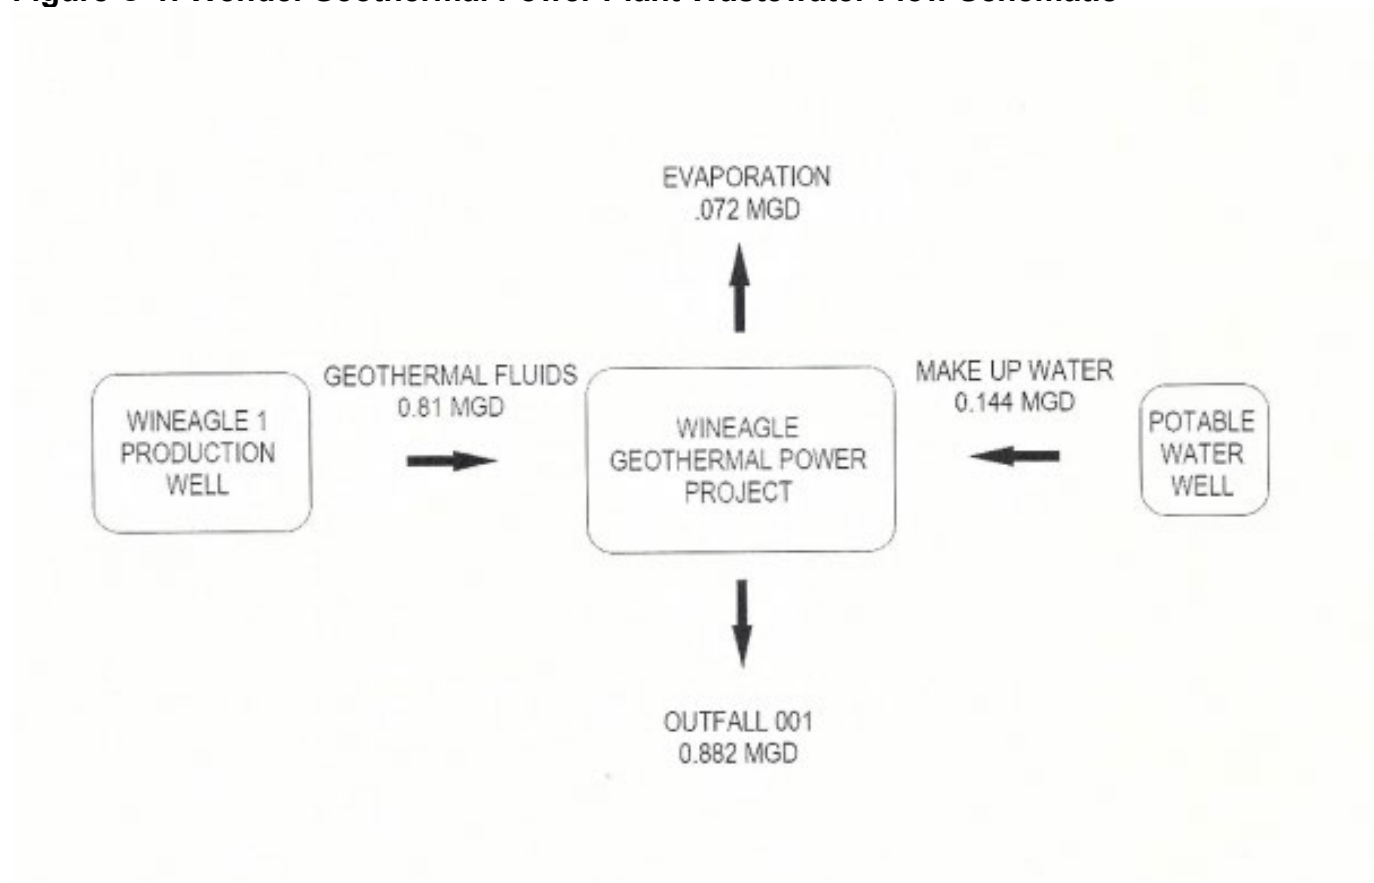 EVAPORATION
.072 MGD
GEOTHERMAL FLUIDS
0.81 MGD
MAKE UP WATER
0.144 MGD
WINEAGLE 1
PRODUCTION
WELL
WINEAGLE
GEOTHERMAL POWER
PROJECT
POTABLE
WATER
WELL
OUTFALL 001
0.882 MGD